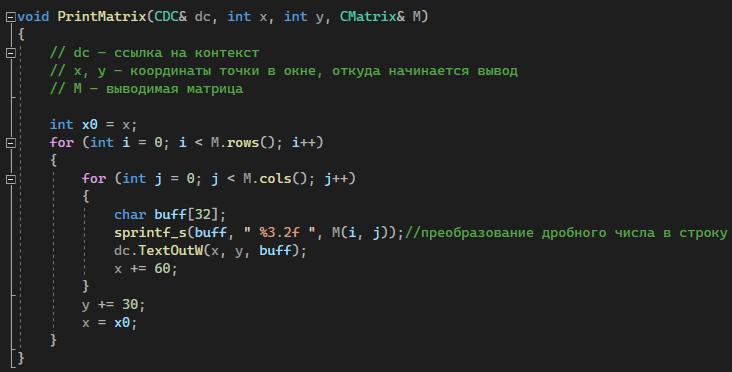 void PrintMatrix(CDC& dc, int x, int y, CMatrix& M)
{
    // dc – ссылка на контекст
    // x, y – координаты точки в окне, откуда начинается вывод
    // M – выводимая матрица

    int x0 = x;
    for (int i = 0; i < M.rows(); i++)
    {
        for (int j = 0; j < M.cols(); j++)
        {
            char buff[32];
            sprintf_s(buff, " %3.2f ", M(i, j));//преобразование дробного числа в строку
            dc.TextOutW(x, y, buff);
            x += 60;
        }
        y += 30;
        x = x0;
    }
}